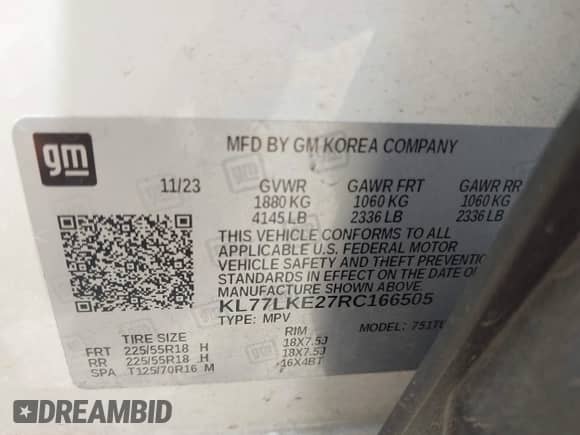 gm
MFD BY GM KOREA COMPANY
11/23 GVWR GAWR FRT GAWR RR
1880 KG 1060 KG 1060 KG
4145 LB 2336 LB 2336 LB
THIS VEHICLE CONFORMS TO ALL
APPLICABLE U.S. FEDERAL MOTOR
VEHICLE SAFETY AND THEFT PREVENTION
STANDARDS IN EFFECT ON THE DATE OF
MANUFACTURE SHOWN ABOVE.
KL77LKE27RC166505
TYPE: MPV MODEL: 751TU
TIRE SIZE RIM
FRT 225/55R18 H 18X7.5J
RR 225/55R18 H 18X7.5J
SPA T125/70R16 M 16X4BT
DREAMBID